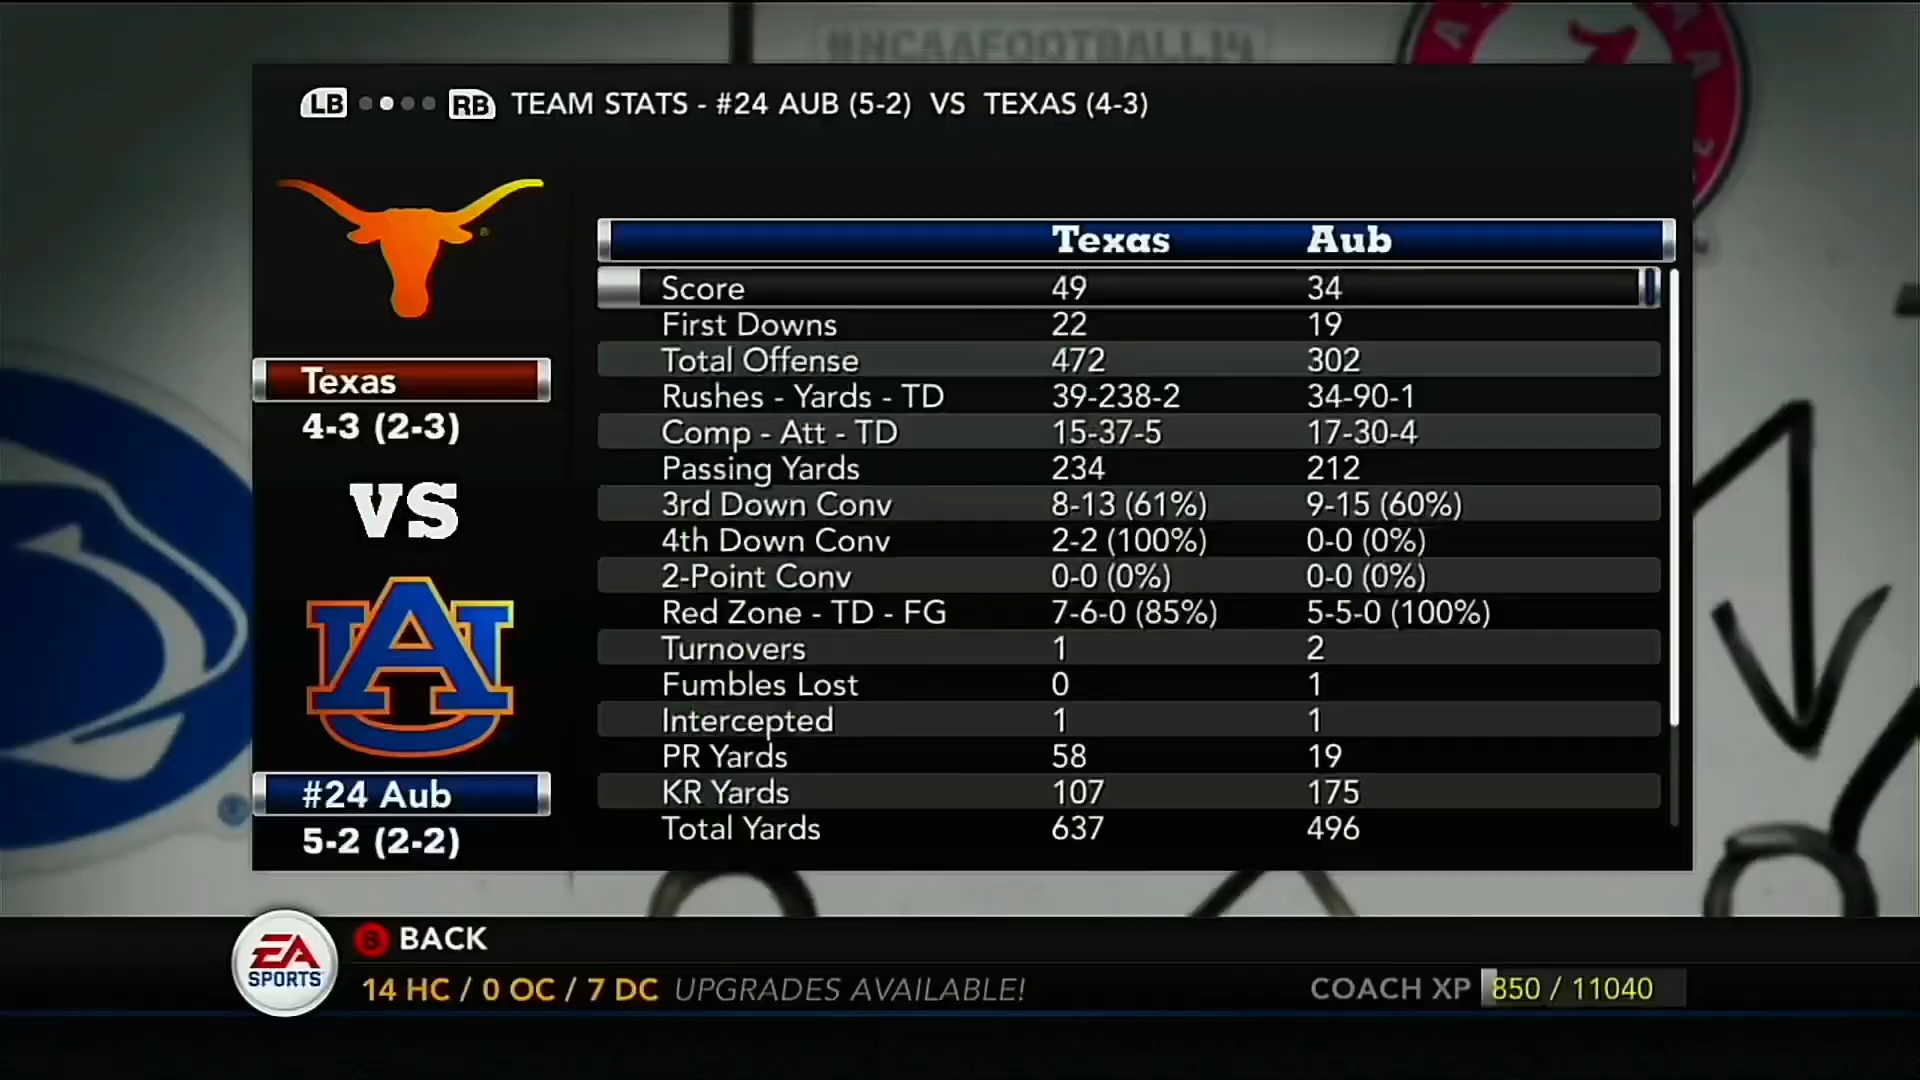 #NCAAFOOTBALL14
LB RB TEAM STATS - #24 AUB (5-2) VS TEXAS (4-3)
Texas Aub
Score 49 34
First Downs 22 19
Total Offense 472 302
Rushes - Yards - TD 39-238-2 34-90-1
Comp - Att - TD 15-37-5 17-30-4
Passing Yards 234 212
3rd Down Conv 8-13 (61%) 9-15 (60%)
4th Down Conv 2-2 (100%) 0-0 (0%)
2-Point Conv 0-0 (0%) 0-0 (0%)
Red Zone - TD - FG 7-6-0 (85%) 5-5-0 (100%)
Turnovers 1 2
Fumbles Lost 0 1
Intercepted 1 1
PR Yards 58 19
KR Yards 107 175
Total Yards 637 496
Texas
4-3 (2-3)
VS
AU
#24 Aub
5-2 (2-2)
EA SPORTS
B BACK
14 HC / 0 OC / 7 DC UPGRADES AVAILABLE!
COACH XP 850 / 11040